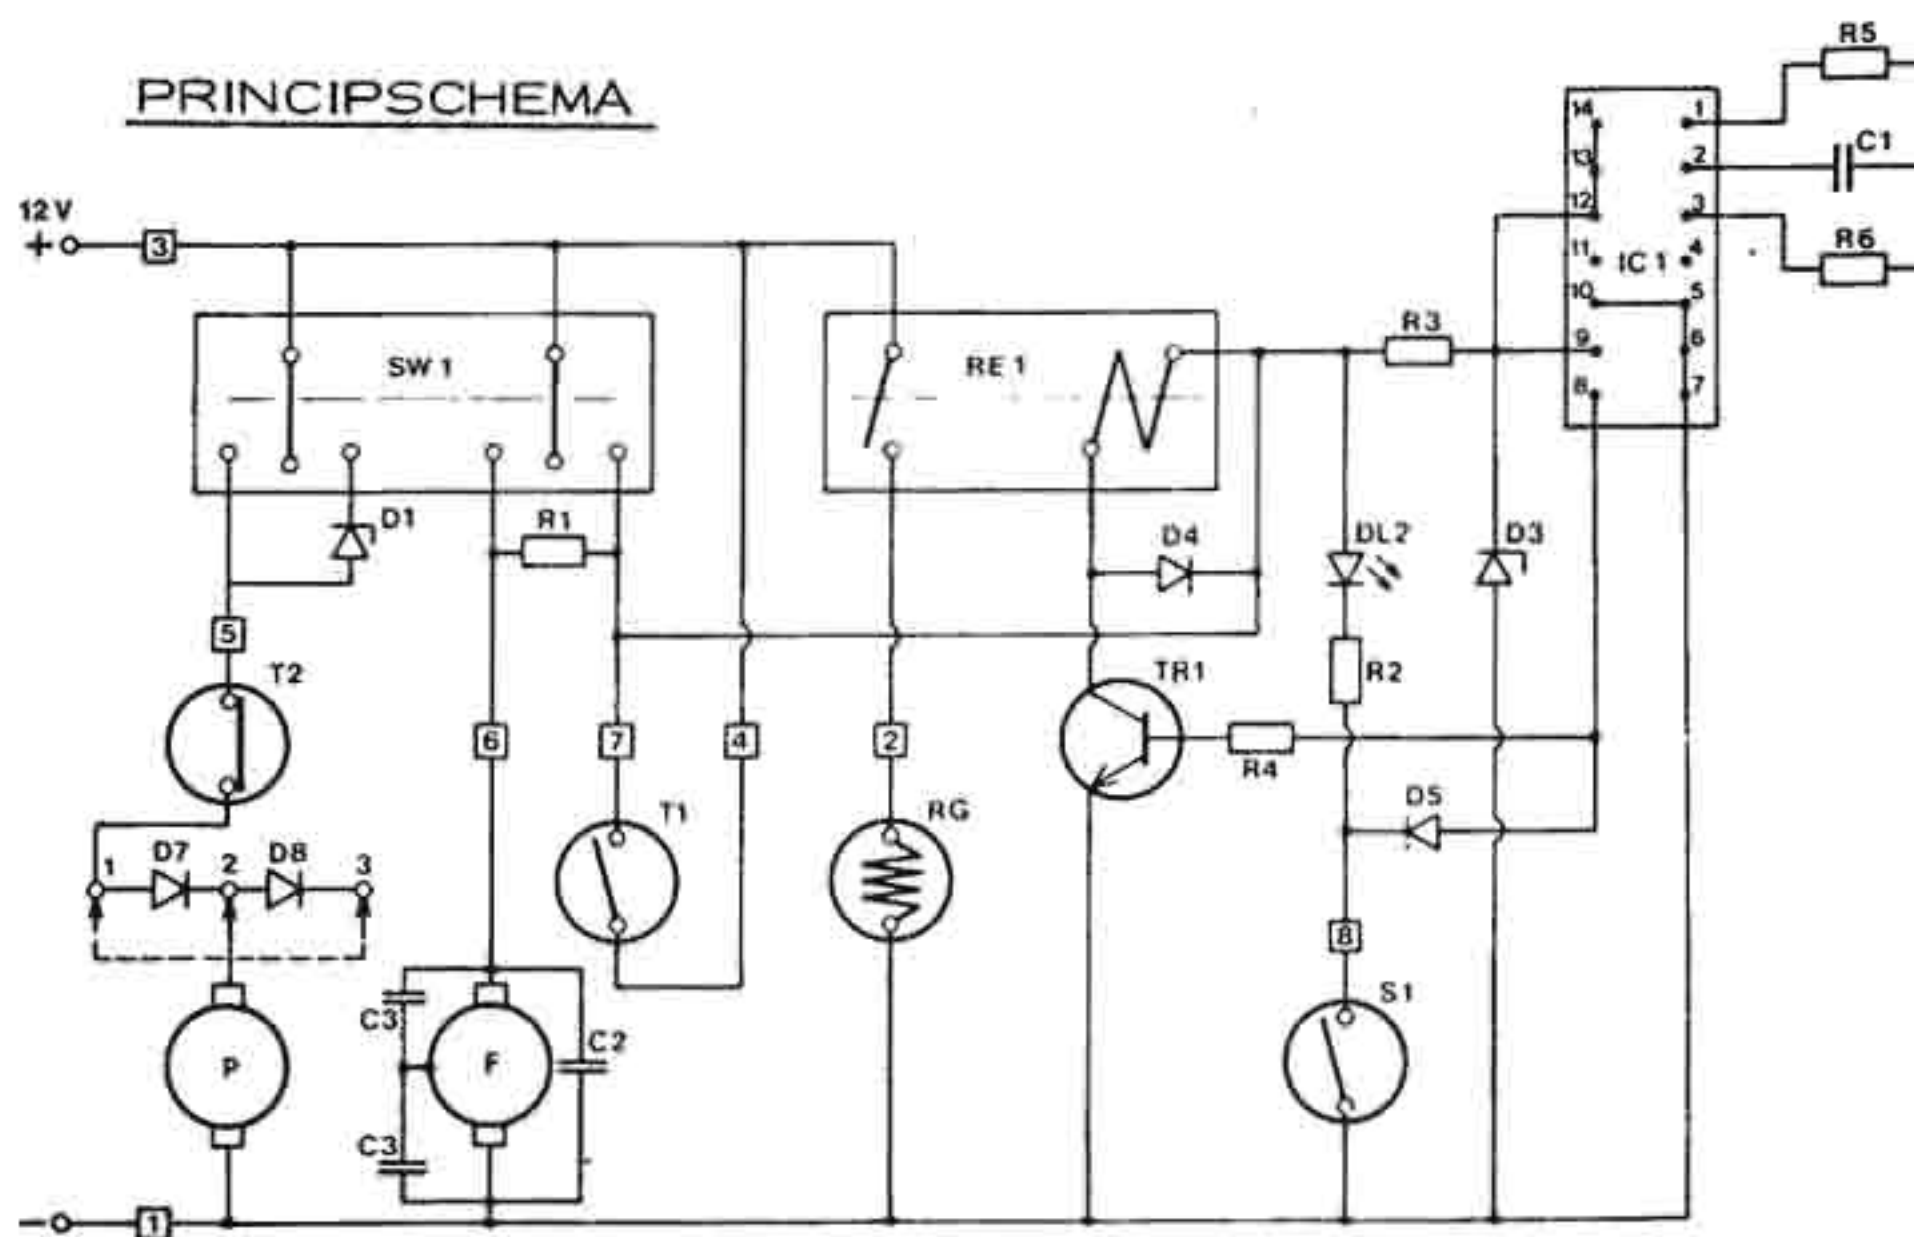 PRINCIPSCHEMA
R5
14 1
13 2 C1
12 3
12 V
+ 3
11 IC 1 4 R6
10 5
R3
SW 1 RE 1 9 6
8 7
D1 R1 D4 DL2 D3
5
T2 TR1 R2
6 7 4 2 R4
T1 RG D5
1 D7 2 D8 3
8
S1
C3 C2
P F
C3
- 1